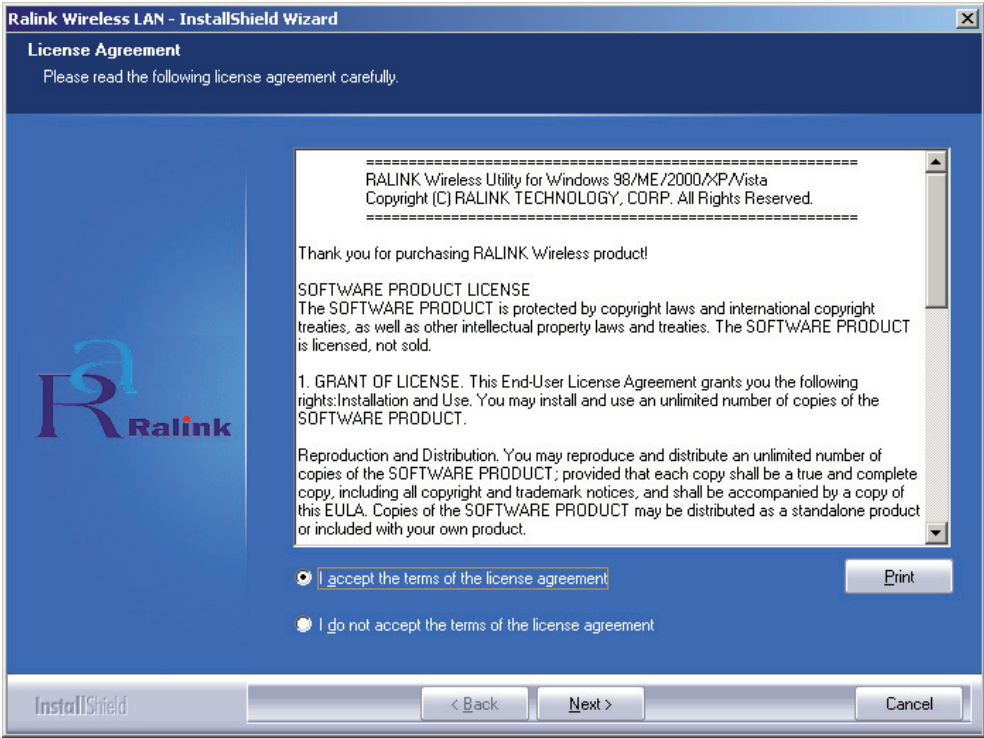 Ralink Wireless LAN - InstallShield Wizard
License Agreement
Please read the following license agreement carefully.
==========================================================
RALINK Wireless Utility for Windows 98/ME/2000/XP/Vista
Copyright (C) RALINK TECHNOLOGY, CORP. All Rights Reserved.
==========================================================
Thank you for purchasing RALINK Wireless product!
SOFTWARE PRODUCT LICENSE
The SOFTWARE PRODUCT is protected by copyright laws and international copyright
treaties, as well as other intellectual property laws and treaties. The SOFTWARE PRODUCT
is licensed, not sold.
1. GRANT OF LICENSE. This End-User License Agreement grants you the following
rights:Installation and Use. You may install and use an unlimited number of copies of the
SOFTWARE PRODUCT.
Reproduction and Distribution. You may reproduce and distribute an unlimited number of
copies of the SOFTWARE PRODUCT; provided that each copy shall be a true and complete
copy, including all copyright and trademark notices, and shall be accompanied by a copy of
this EULA. Copies of the SOFTWARE PRODUCT may be distributed as a standalone product
or included with your own product.
Ra
Ralink
I accept the terms of the license agreement
Print
I do not accept the terms of the license agreement
InstallShield
< Back
Next >
Cancel